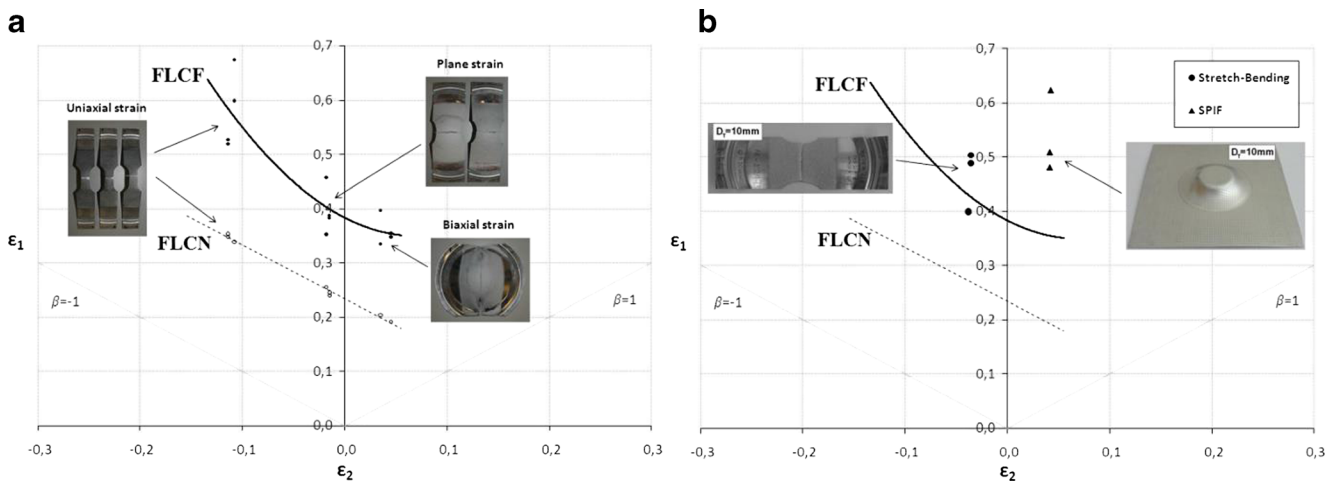 a
0,7
0,6
0,5
0,4
0,3
0,2
0,1
0,0
-0,3
-0,2
-0,1
0,0
0,1
0,2
0,3
ε1
ε2
FLCF
FLCN
Uniaxial strain
Plane strain
Biaxial strain
β=-1
β=1
b
0,7
0,6
0,5
0,4
0,3
0,2
0,1
0,0
-0,3
-0,2
-0,1
0,0
0,1
0,2
0,3
ε1
ε2
FLCF
FLCN
Stretch-Bending
SPIF
DT=10mm
DT=10mm
β=-1
β=1